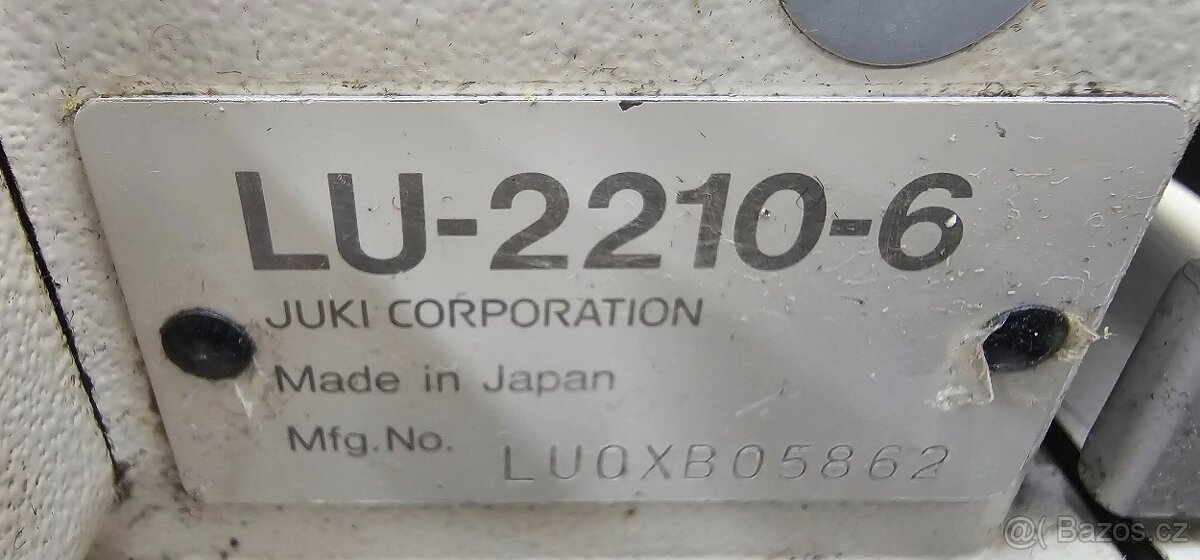 LU-2210-6
JUKI CORPORATION
Made in Japan
Mfg.No. LU0XB05862
@( Bazos.cz